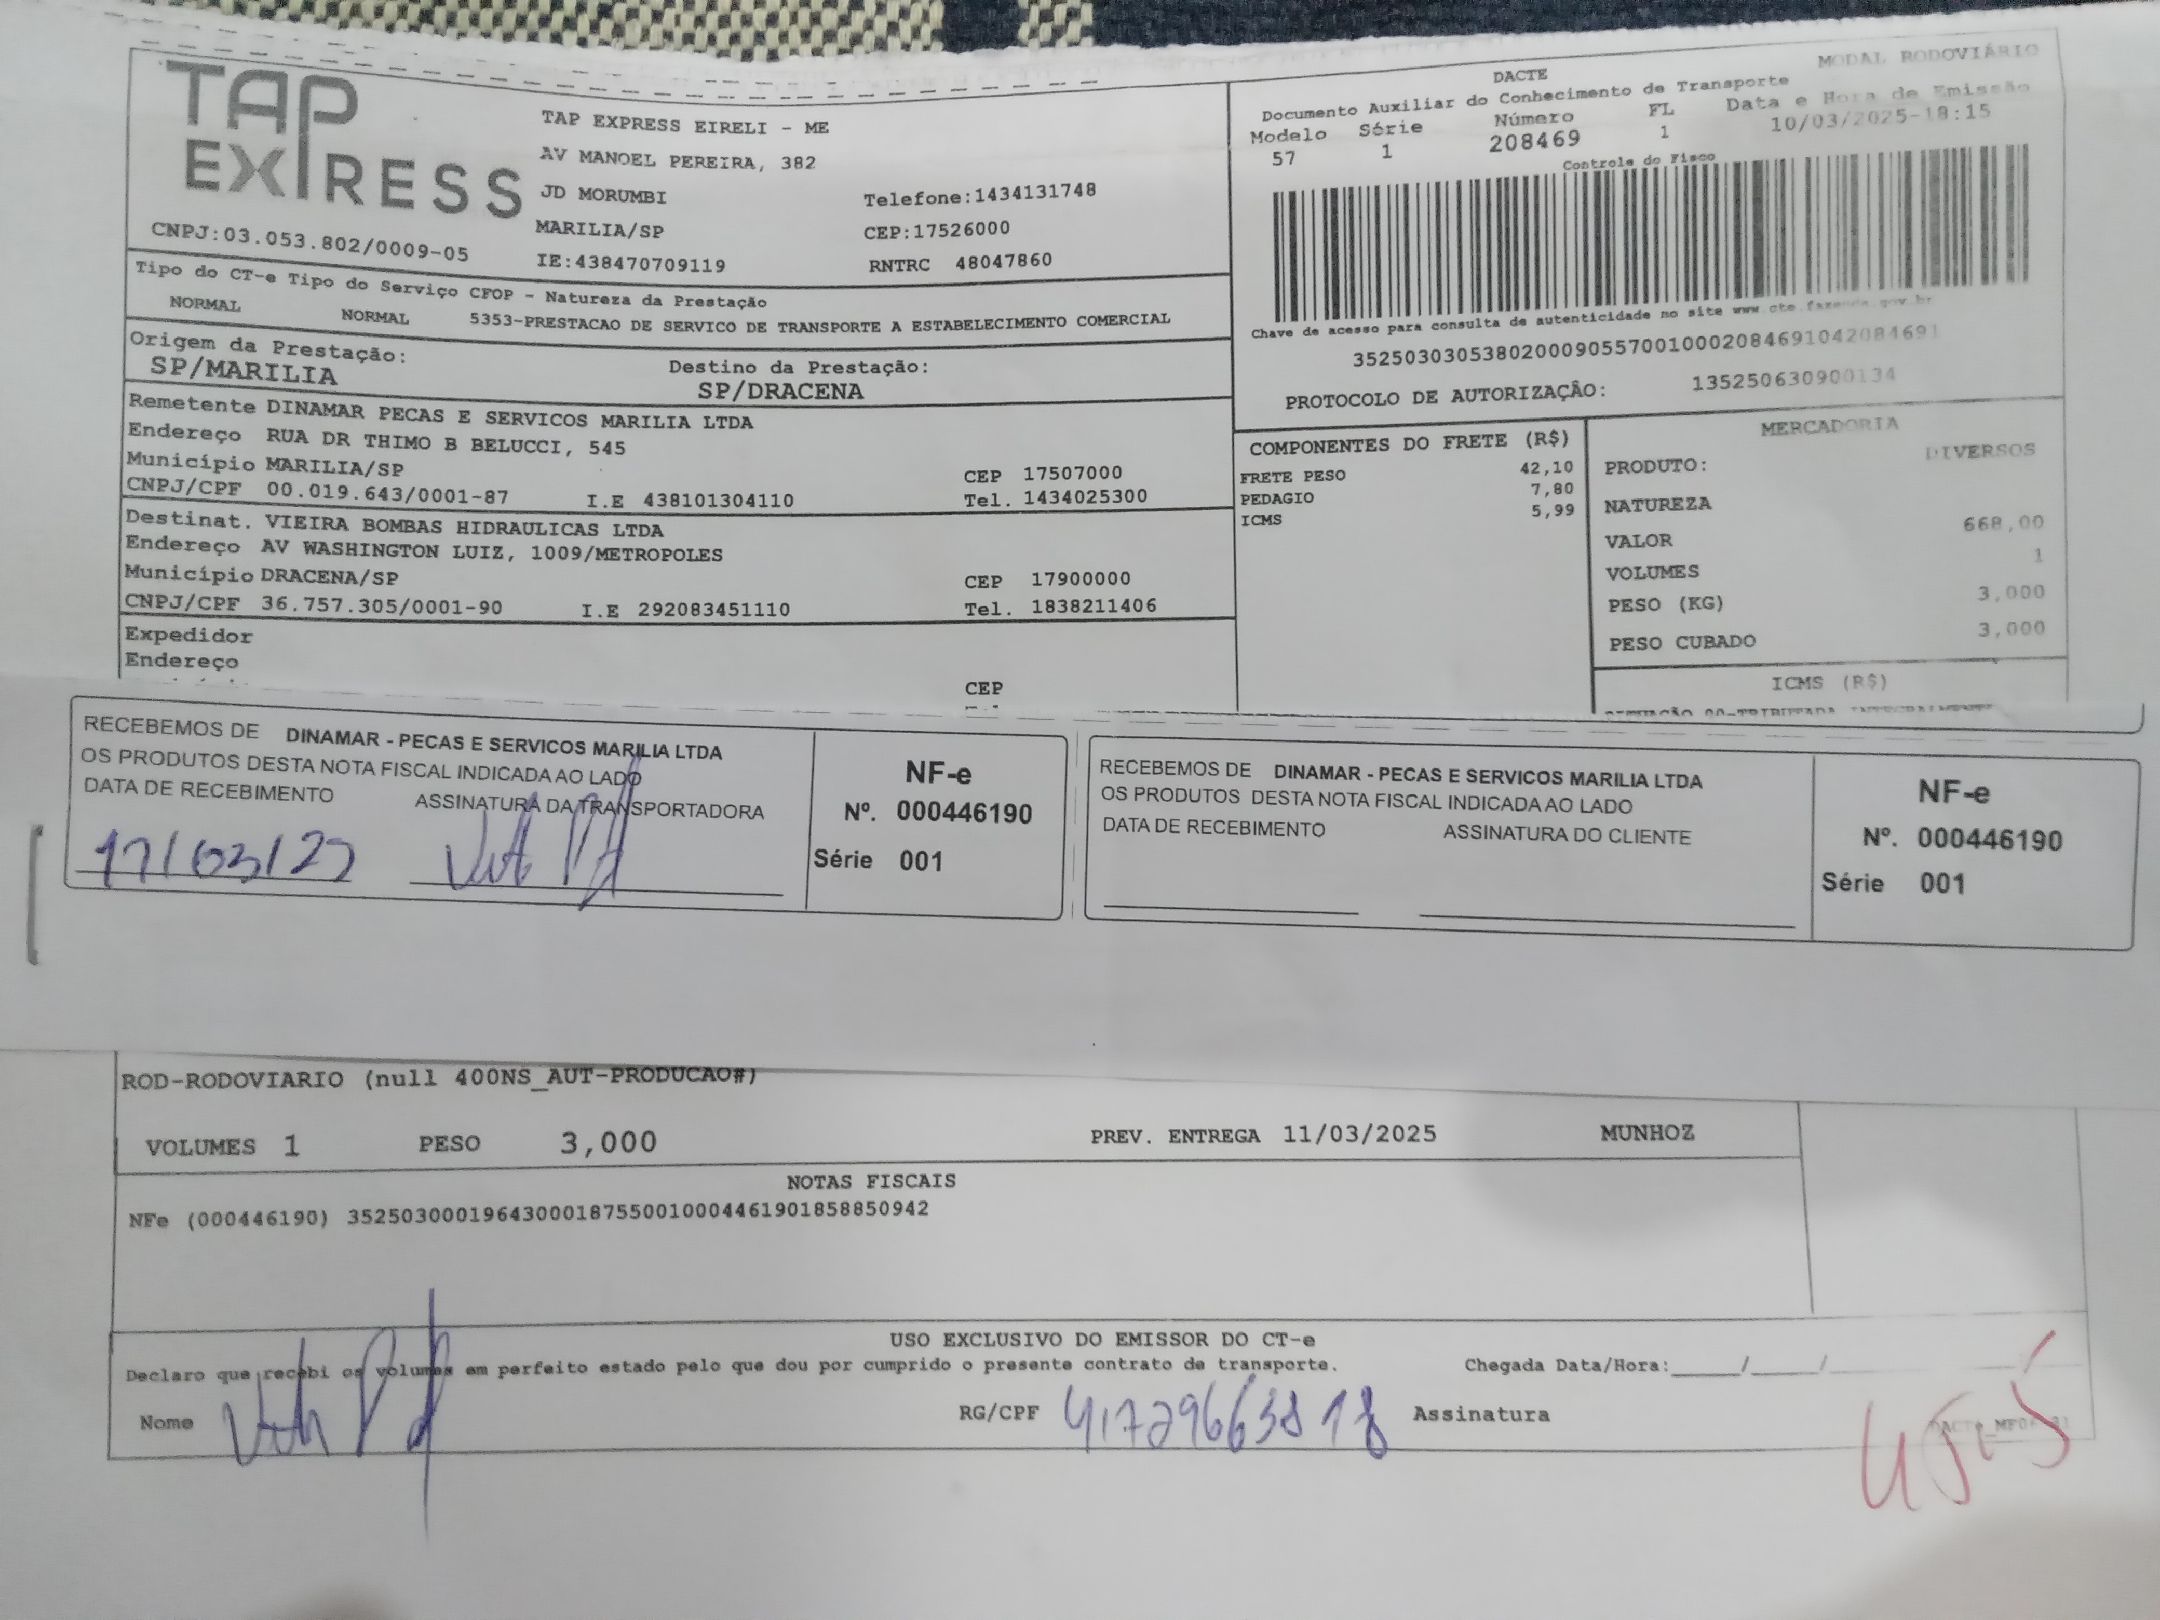 TAP
EXPRESS
CNPJ:03.053.802/0009-05
TAP EXPRESS EIRELI - ME
AV MANOEL PEREIRA, 382
JD MORUMBI Telefone:1434131748
MARILIA/SP CEP:17526000
IE:438470709119 RNTRC 48047860
MODAL RODOVIÁRIO
DACTE
Documento Auxiliar do Conhecimento de Transporte
Modelo Série Número FL Data e Hora de Emissão
57 1 208469 1 10/03/2025-18:15
Controle do Fisco
Chave de acesso para consulta de autenticidade no site www.cte.fazenda.gov.br
35250303053802000905570010002084691042084691
PROTOCOLO DE AUTORIZAÇÃO: 135250630900134
Tipo do CT-e Tipo do Serviço CFOP - Natureza da Prestação
NORMAL NORMAL 5353-PRESTACAO DE SERVICO DE TRANSPORTE A ESTABELECIMENTO COMERCIAL
Origem da Prestação: Destino da Prestação:
SP/MARILIA SP/DRACENA
Remetente DINAMAR PECAS E SERVICOS MARILIA LTDA
Endereço RUA DR THIMO B BELUCCI, 545
Município MARILIA/SP CEP 17507000
CNPJ/CPF 00.019.643/0001-87 I.E 438101304110 Tel. 1434025300
Destinat. VIEIRA BOMBAS HIDRAULICAS LTDA
Endereço AV WASHINGTON LUIZ, 1009/METROPOLES
Município DRACENA/SP CEP 17900000
CNPJ/CPF 36.757.305/0001-90 I.E 292083451110 Tel. 1838211406
Expedidor
Endereço
CEP
COMPONENTES DO FRETE (R$)
FRETE PESO 42,10
PEDAGIO 7,80
ICMS 5,99
MERCADORIA
PRODUTO: DIVERSOS
NATUREZA
VALOR 668,00
VOLUMES 1
PESO (KG) 3,000
PESO CUBADO 3,000
ICMS (R$)
RECEBEMOS DE DINAMAR - PECAS E SERVICOS MARILIA LTDA
OS PRODUTOS DESTA NOTA FISCAL INDICADA AO LADO
DATA DE RECEBIMENTO ASSINATURA DA TRANSPORTADORA
NF-e
Nº. 000446190
Série 001
RECEBEMOS DE DINAMAR - PECAS E SERVICOS MARILIA LTDA
OS PRODUTOS DESTA NOTA FISCAL INDICADA AO LADO
DATA DE RECEBIMENTO ASSINATURA DO CLIENTE
NF-e
Nº. 000446190
Série 001
ROD-RODOVIARIO (null 400NS_AUT-PRODUCAO#)
VOLUMES 1 PESO 3,000 PREV. ENTREGA 11/03/2025 MUNHOZ
NOTAS FISCAIS
NFe (000446190) 35250300019643000187550010004461901858850942
USO EXCLUSIVO DO EMISSOR DO CT-e
Declaro que recebi os volumes em perfeito estado pelo que dou por cumprido o presente contrato de transporte. Chegada Data/Hora:_____/_____/
Nome RG/CPF 41729663818 Assinatura